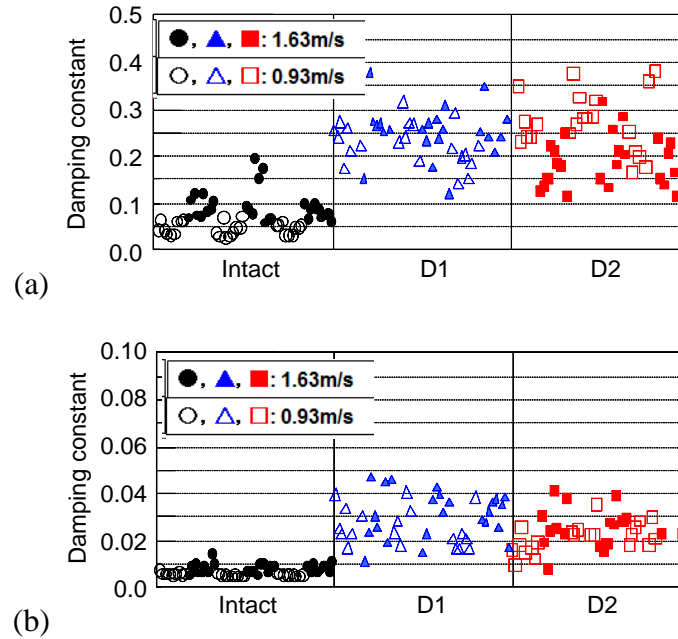 0.5
●, ▲, ■: 1.63m/s
0.4
○, △, □: 0.93m/s
0.3
0.2
0.1
0.0
Damping constant
Intact D1 D2
(a)
0.10
●, ▲, ■: 1.63m/s
0.08
○, △, □: 0.93m/s
0.06
0.04
0.02
0.0
Damping constant
Intact D1 D2
(b)